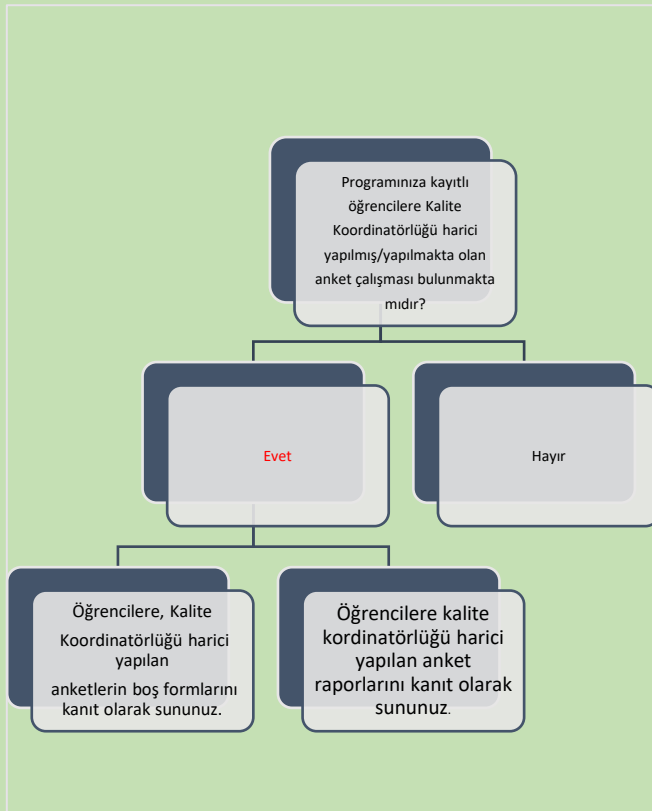 Programınıza kayıtlı
öğrencilere Kalite
Koordinatörlüğü harici
yapılmış/yapılmakta olan
anket çalışması bulunmakta
mıdır?
Evet
Hayır
Öğrencilere, Kalite
Koordinatörlüğü harici
yapılan
anketlerin boş formlarını
kanıt olarak sununuz.
Öğrencilere kalite
kordinatörlüğü harici
yapılan anket
raporlarını kanıt olarak
sununuz.